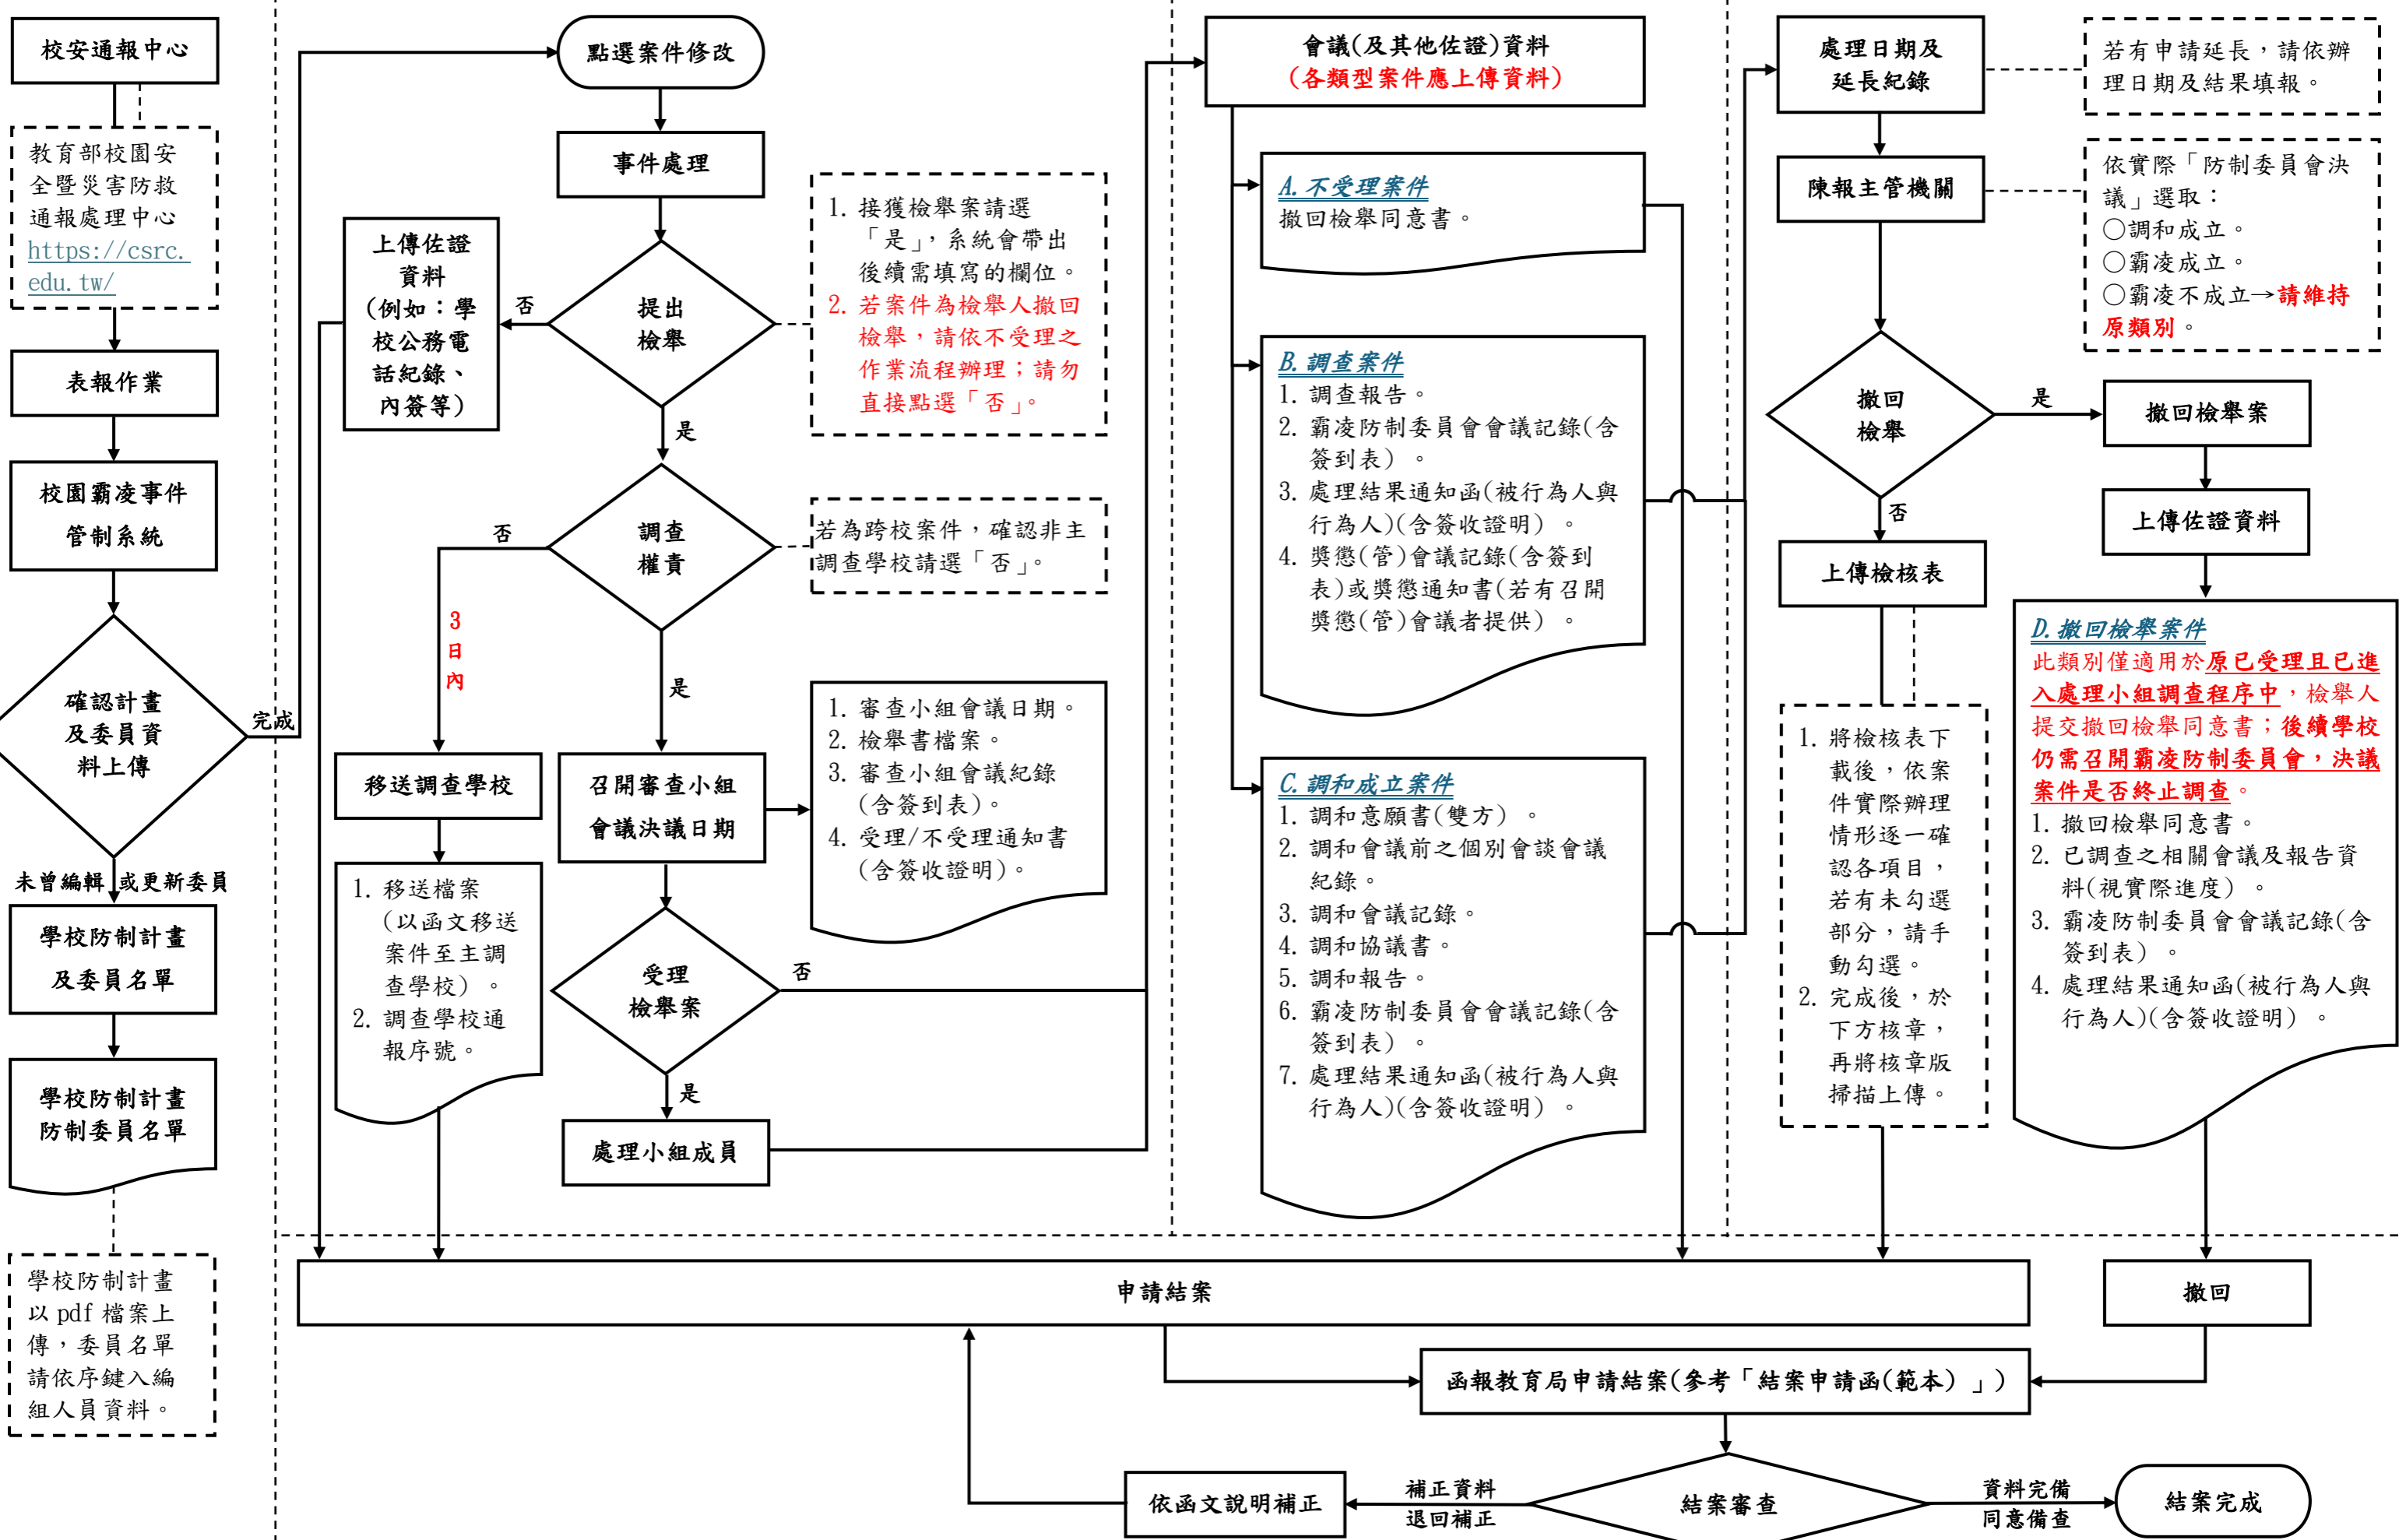 校安通報中心
教育部校園安
全暨災害防救
通報處理中心
https://csrc.
edu.tw/
表報作業
校園霸凌事件
管制系統
確認計畫
及委員資
料上傳
完成
未曾編輯 或更新委員
學校防制計畫
及委員名單
學校防制計畫
防制委員名單
學校防制計畫
以 pdf 檔案上
傳，委員名單
請依序鍵入編
組人員資料。
點選案件修改
事件處理
提出
檢舉
否
是
上傳佐證
資料
(例如：學
校公務電
話紀錄、
內簽等)
1. 接獲檢舉案請選
「是」，系統會帶出
後續需填寫的欄位。
2. 若案件為檢舉人撤回
檢舉，請依不受理之
作業流程辦理；請勿
直接點選「否」。
調查
權責
否
是
若為跨校案件，確認非主
調查學校請選「否」。
3
日
內
移送調查學校
1. 移送檔案
(以函文移送
案件至主調
查學校) 。
2. 調查學校通
報序號。
召開審查小組
會議決議日期
1. 審查小組會議日期。
2. 檢舉書檔案。
3. 審查小組會議紀錄
(含簽到表)。
4. 受理/不受理通知書
(含簽收證明)。
受理
檢舉案
否
是
處理小組成員
會議(及其他佐證)資料
(各類型案件應上傳資料)
A.不受理案件
撤回檢舉同意書。
B.調查案件
1. 調查報告。
2. 霸凌防制委員會會議記錄(含
簽到表) 。
3. 處理結果通知函(被行為人與
行為人)(含簽收證明) 。
4. 獎懲(管)會議記錄(含簽到
表)或獎懲通知書(若有召開
獎懲(管)會議者提供) 。
C.調和成立案件
1. 調和意願書(雙方) 。
2. 調和會議前之個別會談會議
紀錄。
3. 調和會議記錄。
4. 調和協議書。
5. 調和報告。
6. 霸凌防制委員會會議記錄(含
簽到表) 。
7. 處理結果通知函(被行為人與
行為人)(含簽收證明) 。
處理日期及
延長紀錄
若有申請延長，請依辦
理日期及結果填報。
陳報主管機關
依實際「防制委員會決
議」選取：
○調和成立。
○霸凌成立。
○霸凌不成立→請維持
原類別。
撤回
檢舉
是
否
撤回檢舉案
上傳佐證資料
上傳檢核表
1. 將檢核表下
載後，依案
件實際辦理
情形逐一確
認各項目，
若有未勾選
部分，請手
動勾選。
2. 完成後，於
下方核章，
再將核章版
掃描上傳。
D.撤回檢舉案件
此類別僅適用於原已受理且已進
入處理小組調查程序中，檢舉人
提交撤回檢舉同意書；後續學校
仍需召開霸凌防制委員會，決議
案件是否終止調查。
1. 撤回檢舉同意書。
2. 已調查之相關會議及報告資
料(視實際進度) 。
3. 霸凌防制委員會會議記錄(含
簽到表) 。
4. 處理結果通知函(被行為人與
行為人)(含簽收證明) 。
申請結案
撤回
函報教育局申請結案(參考「結案申請函(範本) 」)
依函文說明補正
補正資料
退回補正
結案審查
資料完備
同意備查
結案完成